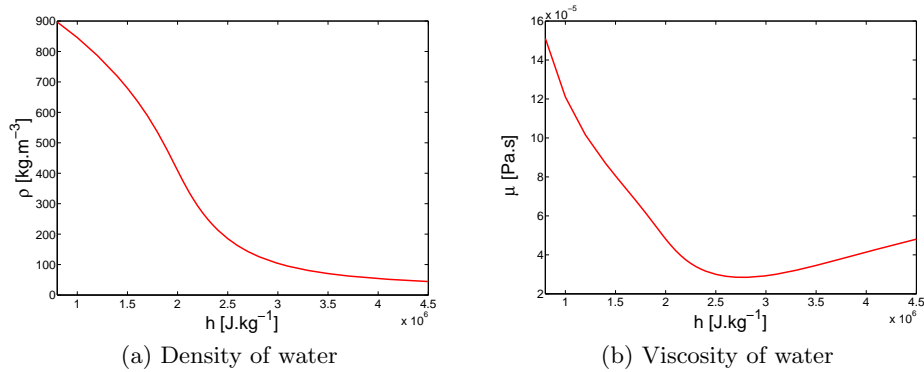 900
800
700
600
500
400
300
200
100
0
ρ [kg.m⁻³]
1 1.5 2 2.5 3 3.5 4 4.5
x 10⁶
h [J.kg⁻¹]
(a) Density of water
x 10⁻⁵
16
14
12
10
8
6
4
2
μ [Pa.s]
1 1.5 2 2.5 3 3.5 4 4.5
x 10⁶
h [J.kg⁻¹]
(b) Viscosity of water